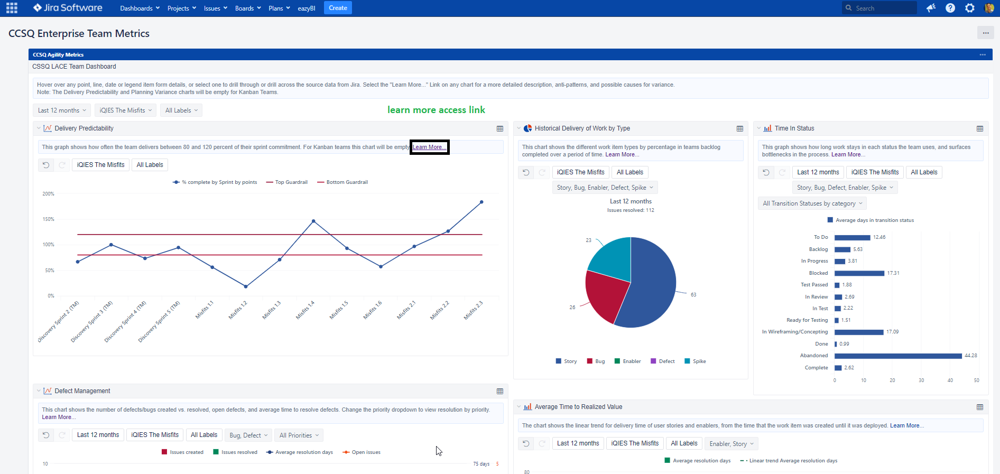 Jira Software Dashboards Projects Issues Boards Plans eazyBI Create Search
CCSQ Enterprise Team Metrics
CCSQ Agility Metrics
CSSQ LACE Team Dashboard
Hover over any point, line, date or legend item form details, or select one to drill through or drill across the source data from Jira. Select the "Learn More..." Link on any chart for a more detailed description, anti-patterns, and possible causes for variance.
Note: The Delivery Predictability and Planning Variance charts will be empty for Kanban Teams.
Last 12 months iQIES The Misfits All Labels
learn more access link
Delivery Predictability
This graph shows how often the team delivers between 80 and 120 percent of their sprint commitment. For Kanban teams this chart will be empty Learn More...
iQIES The Misfits All Labels
% complete by Sprint by points Top Guardrail Bottom Guardrail
200%
150%
100%
50%
0%
Discovery Sprint 2 (TM)
Discovery Sprint 3 (TM)
Discovery Sprint 4 (TM)
Discovery Sprint 5 (TM)
Misfits 1.1
Misfits 1.2
Misfits 1.3
Misfits 1.4
Misfits 1.5
Misfits 1.6
Misfits 2.1
Misfits 2.2
Misfits 2.3
Historical Delivery of Work by Type
This chart shows the different work item types by percentage in teams backlog
completed over a period of time. Learn More...
iQIES The Misfits All Labels
Story, Bug, Enabler, Defect, Spike
Last 12 months
Issues resolved: 112
23
63
26
Story Bug Enabler Defect Spike
Time In Status
This graph shows how long work stays in each status the team uses, and surfaces
bottlenecks in the process. Learn More...
Last 12 months iQIES The Misfits All Labels
Story, Bug, Defect, Enabler, Spike
All Transition Statuses by category
Average days in transition status
To Do 12.46
Backlog 5.63
In Progress 3.81
Blocked 17.31
Test Passed 1.88
In Review 2.69
In Test 2.22
Ready for Testing 1.51
In Wireframing/Concepting 17.09
Done 0.99
Abandoned 44.28
Complete 2.62
0 10 20 30 40 50
Defect Management
This chart shows the number of defects/bugs created vs. resolved, open defects, and average time to resolve defects. Change the priority dropdown to view resolution by priority.
Learn More...
Last 12 months iQIES The Misfits All Labels Bug, Defect All Priorities
Issues created Issues resolved Average resolution days Open issues
10 75 days 5
Average Time to Realized Value
The chart shows the linear trend for delivery time of user stories and enablers, from the time that the work item was created until it was deployed. Learn More...
Last 12 months iQIES The Misfits All Labels Enabler, Story
Average resolution days Linear trend Average resolution days
80